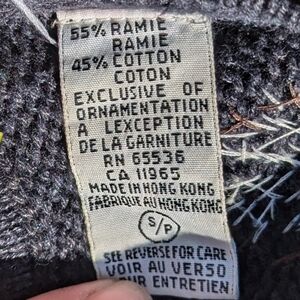 55% RAMIE
RAMIE
45% COTTON
COTON
EXCLUSIVE OF
ORNAMENTATION
A LEXCEPTION
DE LA GARNITURE
RN 65536
CA 11965
MADE IN HONG KONG
FABRIQUE AU HONG KONG
S/P
SEE REVERSE FOR CARE
VOIR AU VERSO
POUR ENTRETIEN